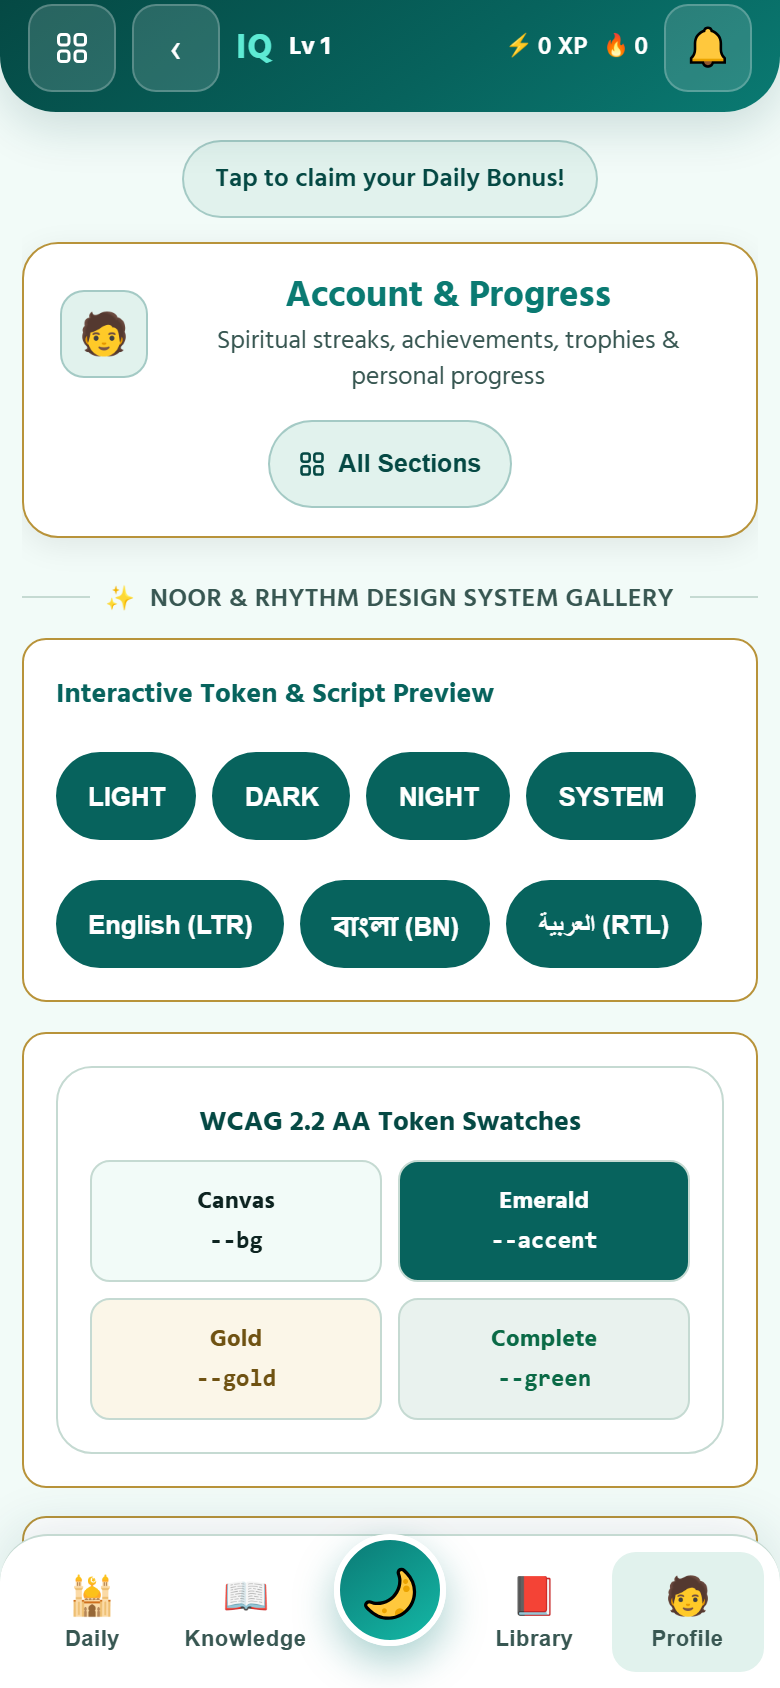 ‹
IQ Lv 1
⚡ 0 XP 🔥 0
Tap to claim your Daily Bonus!
Account & Progress
Spiritual streaks, achievements, trophies &
personal progress
All Sections
✨ NOOR & RHYTHM DESIGN SYSTEM GALLERY
Interactive Token & Script Preview
LIGHT
DARK
NIGHT
SYSTEM
English (LTR)
বাংলা (BN)
العربية (RTL)
WCAG 2.2 AA Token Swatches
Canvas
--bg
Emerald
--accent
Gold
--gold
Complete
--green
Daily
Knowledge
Library
Profile